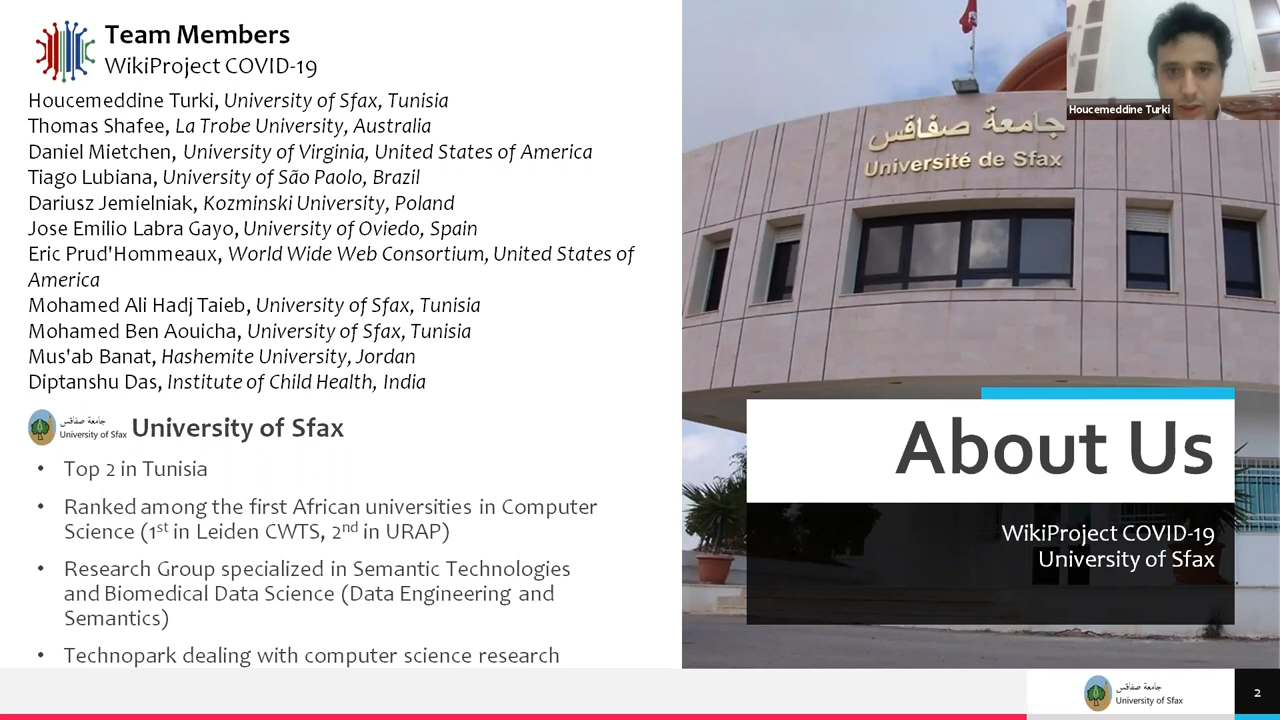 Team Members
WikiProject COVID-19
Houcemeddine Turki, University of Sfax, Tunisia
Thomas Shafee, La Trobe University, Australia
Daniel Mietchen, University of Virginia, United States of America
Tiago Lubiana, University of São Paolo, Brazil
Dariusz Jemielniak, Kozminski University, Poland
Jose Emilio Labra Gayo, University of Oviedo, Spain
Eric Prud'Hommeaux, World Wide Web Consortium, United States of
America
Mohamed Ali Hadj Taieb, University of Sfax, Tunisia
Mohamed Ben Aouicha, University of Sfax, Tunisia
Mus'ab Banat, Hashemite University, Jordan
Diptanshu Das, Institute of Child Health, India
جامعة صفاقس
University of Sfax
University of Sfax
• Top 2 in Tunisia
• Ranked among the first African universities in Computer
Science (1st in Leiden CWTS, 2nd in URAP)
• Research Group specialized in Semantic Technologies
and Biomedical Data Science (Data Engineering and
Semantics)
• Technopark dealing with computer science research
Houcemeddine Turki
جامعة صفاقس
Université de Sfax
About Us
WikiProject COVID-19
University of Sfax
جامعة صفاقس
University of Sfax
2